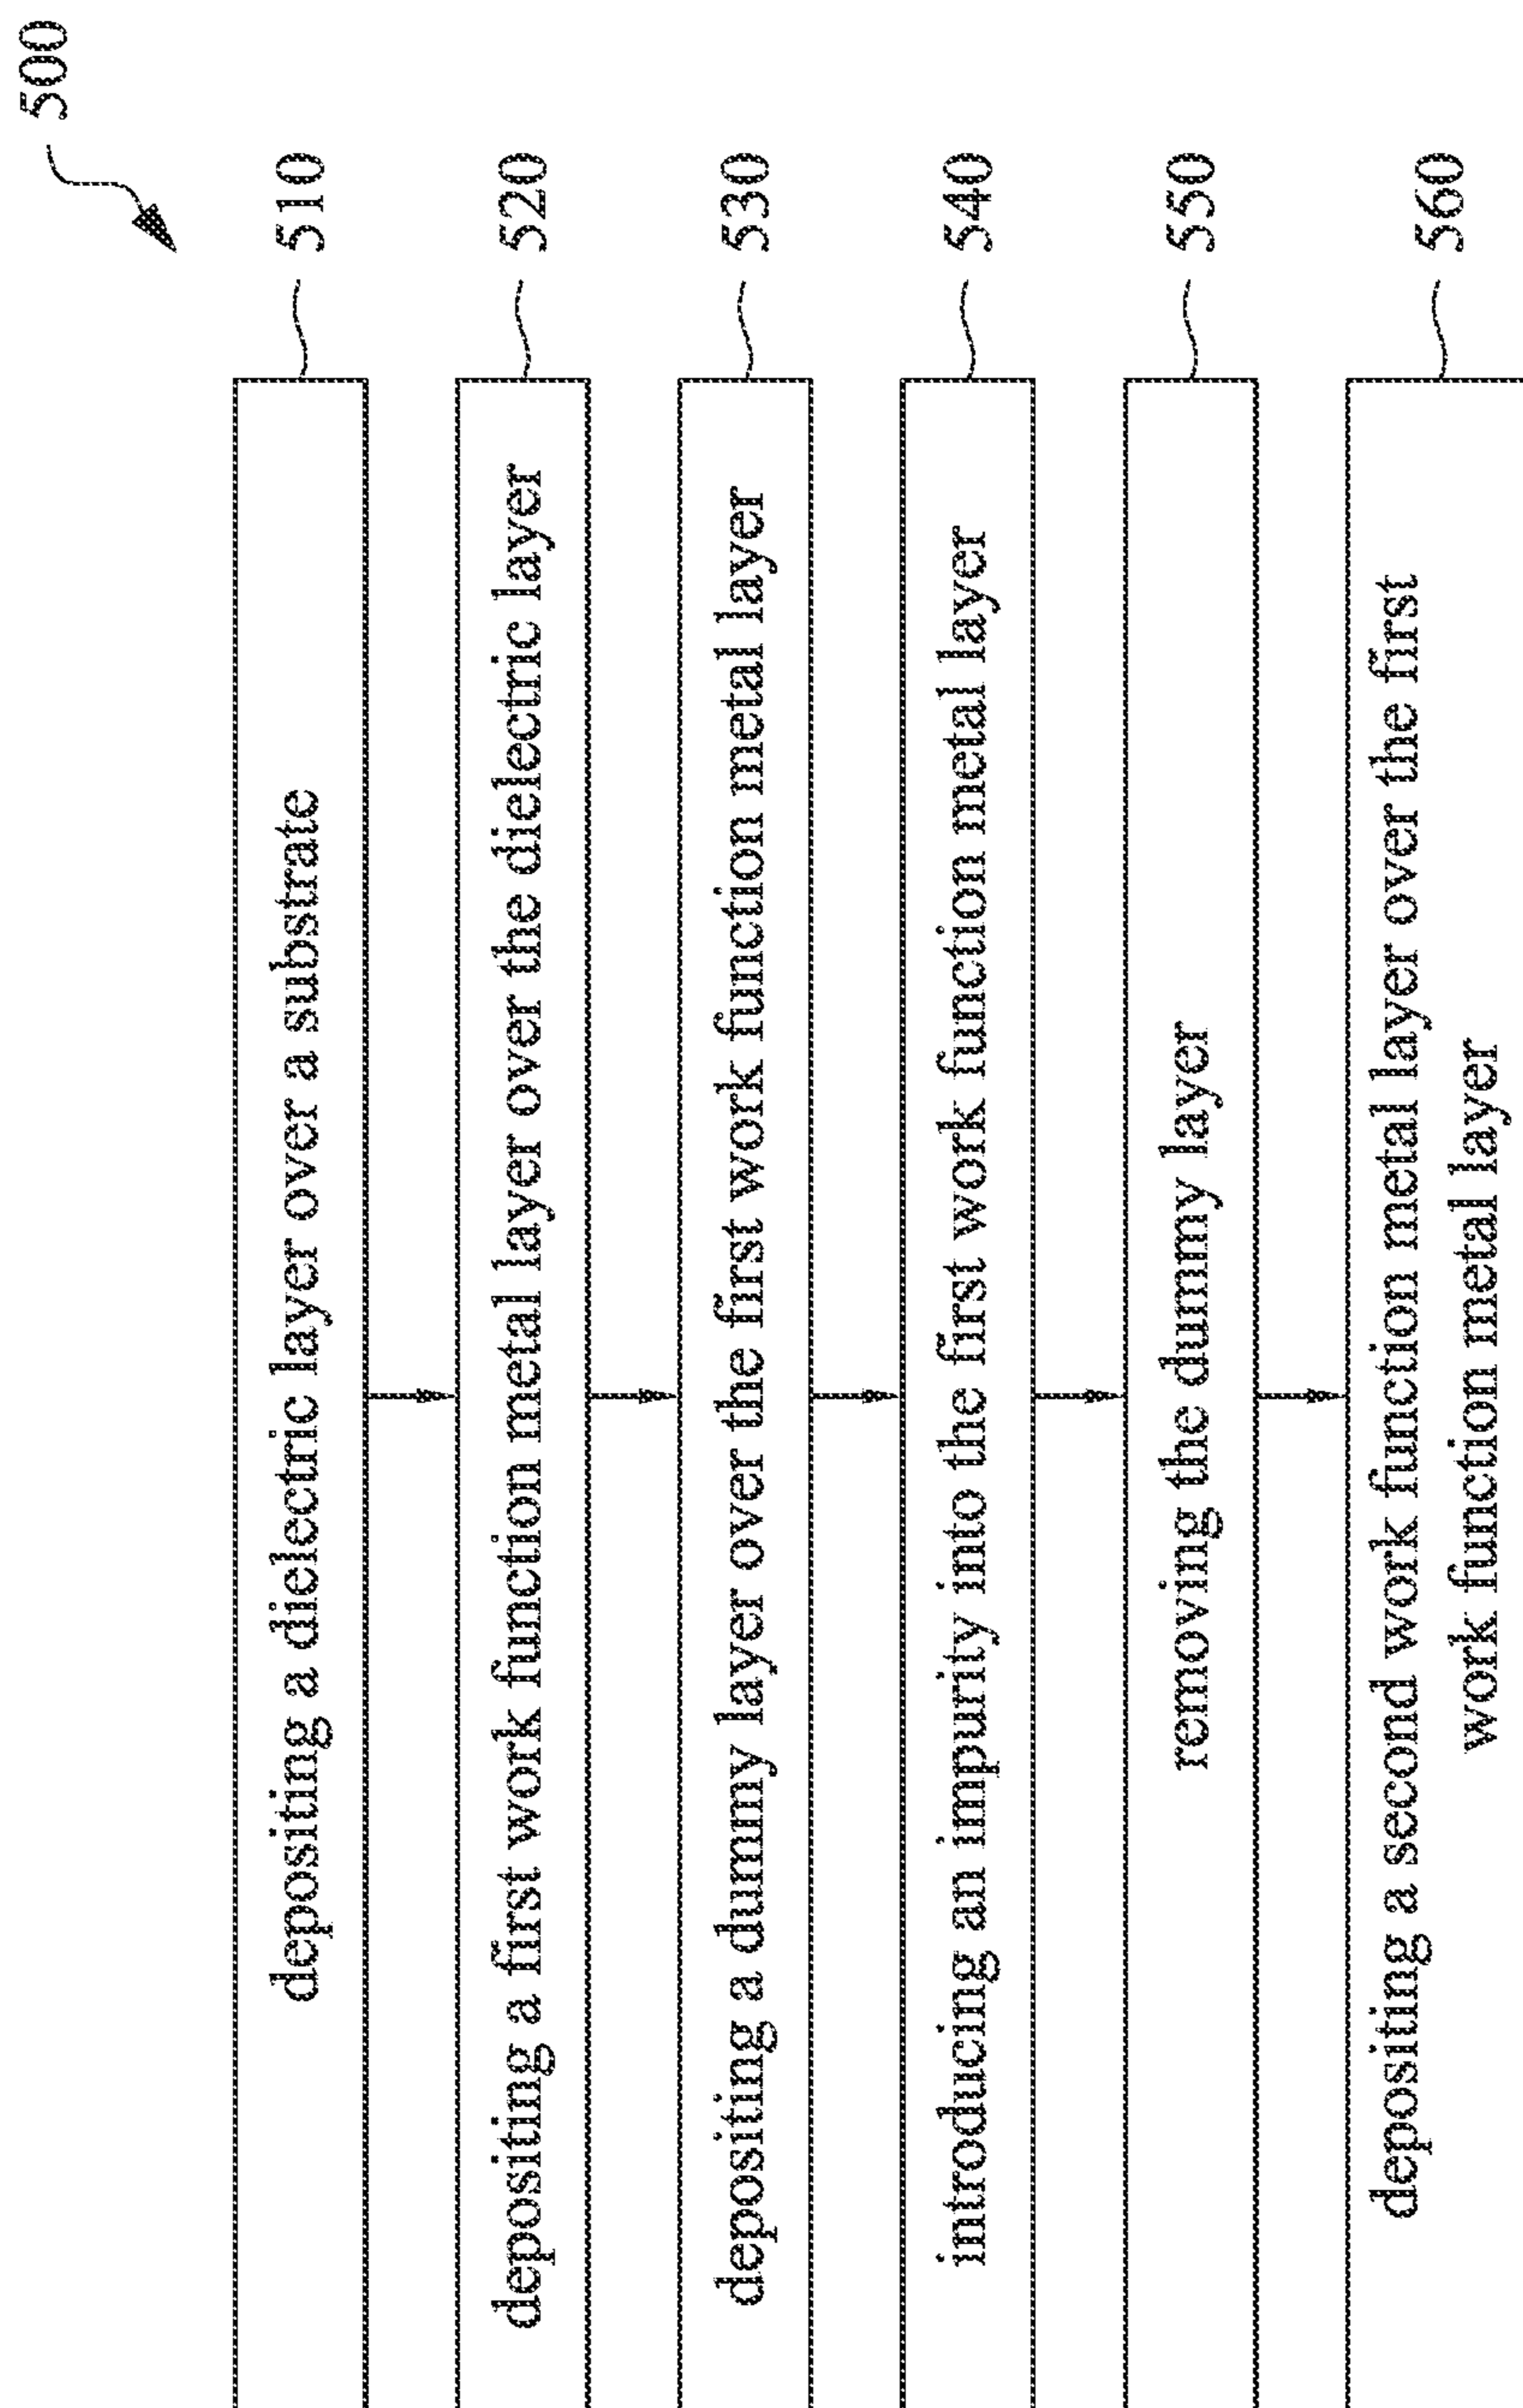 500
depositing a dielectric layer over a substrate
510
depositing a first work function metal layer over the dielectric layer
520
depositing a dummy layer over the first work function metal layer
530
introducing an impurity into the first work function metal layer
540
removing the dummy layer
550
depositing a second work function metal layer over the first
work function metal layer
560